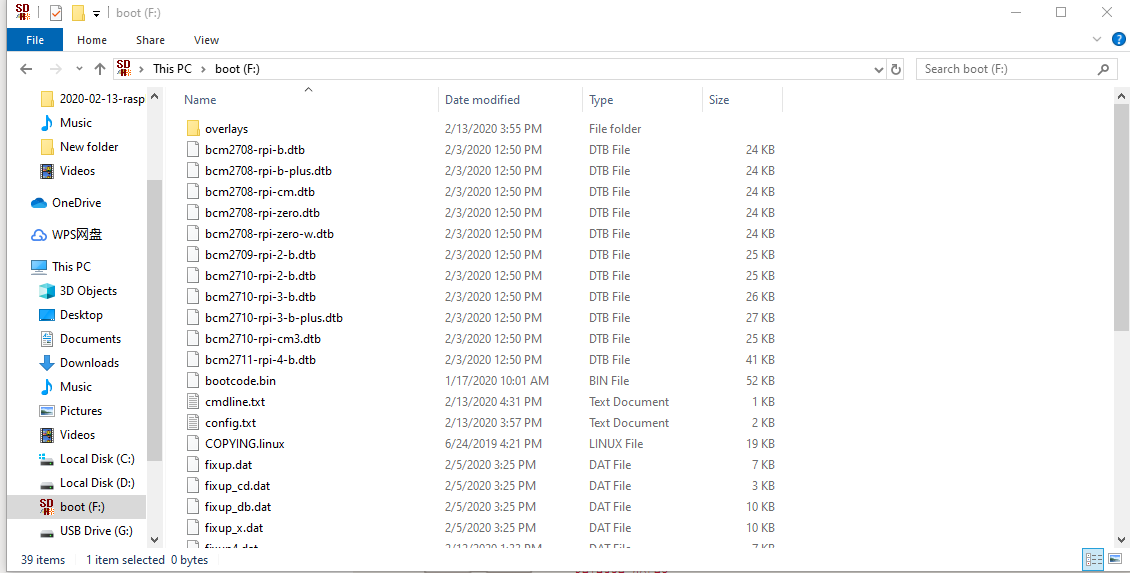 SD boot (F:)
File Home Share View
SD This PC boot (F:) Search boot (F:)
Name Date modified Type Size
2020-02-13-rasp
Music
New folder
Videos
OneDrive
WPS网盘
This PC
3D Objects
Desktop
Documents
Downloads
Music
Pictures
Videos
Local Disk (C:)
Local Disk (D:)
SD boot (F:)
USB Drive (G:)
overlays 2/13/2020 3:55 PM File folder
bcm2708-rpi-b.dtb 2/3/2020 12:50 PM DTB File 24 KB
bcm2708-rpi-b-plus.dtb 2/3/2020 12:50 PM DTB File 24 KB
bcm2708-rpi-cm.dtb 2/3/2020 12:50 PM DTB File 24 KB
bcm2708-rpi-zero.dtb 2/3/2020 12:50 PM DTB File 24 KB
bcm2708-rpi-zero-w.dtb 2/3/2020 12:50 PM DTB File 24 KB
bcm2709-rpi-2-b.dtb 2/3/2020 12:50 PM DTB File 25 KB
bcm2710-rpi-2-b.dtb 2/3/2020 12:50 PM DTB File 25 KB
bcm2710-rpi-3-b.dtb 2/3/2020 12:50 PM DTB File 26 KB
bcm2710-rpi-3-b-plus.dtb 2/3/2020 12:50 PM DTB File 27 KB
bcm2710-rpi-cm3.dtb 2/3/2020 12:50 PM DTB File 25 KB
bcm2711-rpi-4-b.dtb 2/3/2020 12:50 PM DTB File 41 KB
bootcode.bin 1/17/2020 10:01 AM BIN File 52 KB
cmdline.txt 2/13/2020 4:31 PM Text Document 1 KB
config.txt 2/13/2020 3:57 PM Text Document 2 KB
COPYING.linux 6/24/2019 4:21 PM LINUX File 19 KB
fixup.dat 2/5/2020 3:25 PM DAT File 7 KB
fixup_cd.dat 2/5/2020 3:25 PM DAT File 3 KB
fixup_db.dat 2/5/2020 3:25 PM DAT File 10 KB
fixup_x.dat 2/5/2020 3:25 PM DAT File 10 KB
39 items 1 item selected 0 bytes